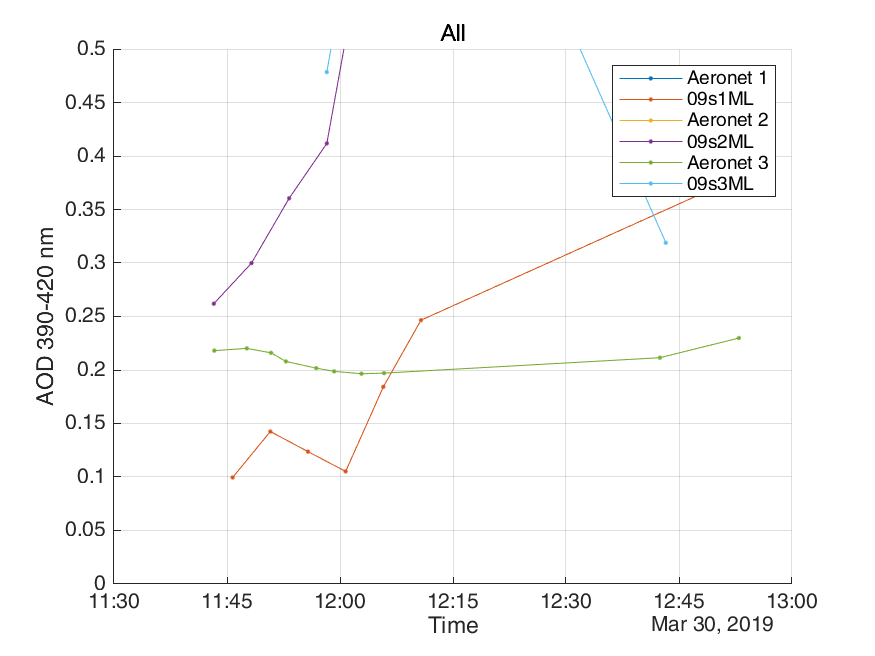 All
0.5
0.45
0.4
0.35
0.3
0.25
0.2
0.15
0.1
0.05
0
AOD 390-420 nm
Aeronet 1
09s1ML
Aeronet 2
09s2ML
Aeronet 3
09s3ML
11:30 11:45 12:00 12:15 12:30 12:45 13:00
Time
Mar 30, 2019